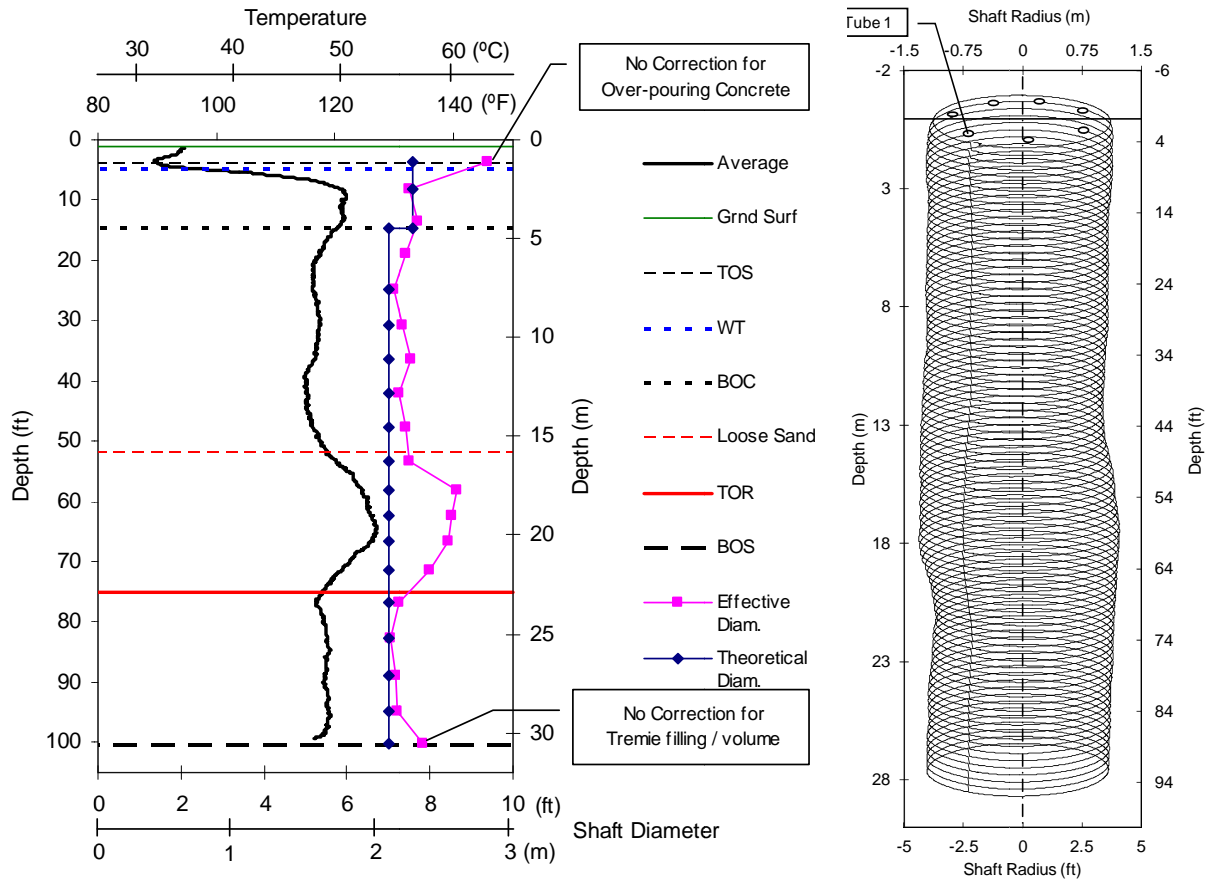 Temperature
30 40 50 60 (ºC)
80 100 120 140 (ºF)
No Correction for
Over-pouring Concrete
0
10
20
30
40
50
60
70
80
90
100
Depth (ft)
0
5
10
15
20
25
30
Depth (m)
Average
Grnd Surf
TOS
WT
BOC
Loose Sand
TOR
BOS
Effective
Diam.
Theoretical
Diam.
No Correction for
Tremie filling / volume
0 2 4 6 8 10 (ft)
0 1 2 3 (m)
Shaft Diameter
Tube 1
Shaft Radius (m)
-1.5 -0.75 0 0.75 1.5
-2
3
8
13
18
23
28
Depth (m)
-6
4
14
24
34
44
54
64
74
84
94
Depth (ft)
-5 -2.5 0 2.5 5
Shaft Radius (ft)